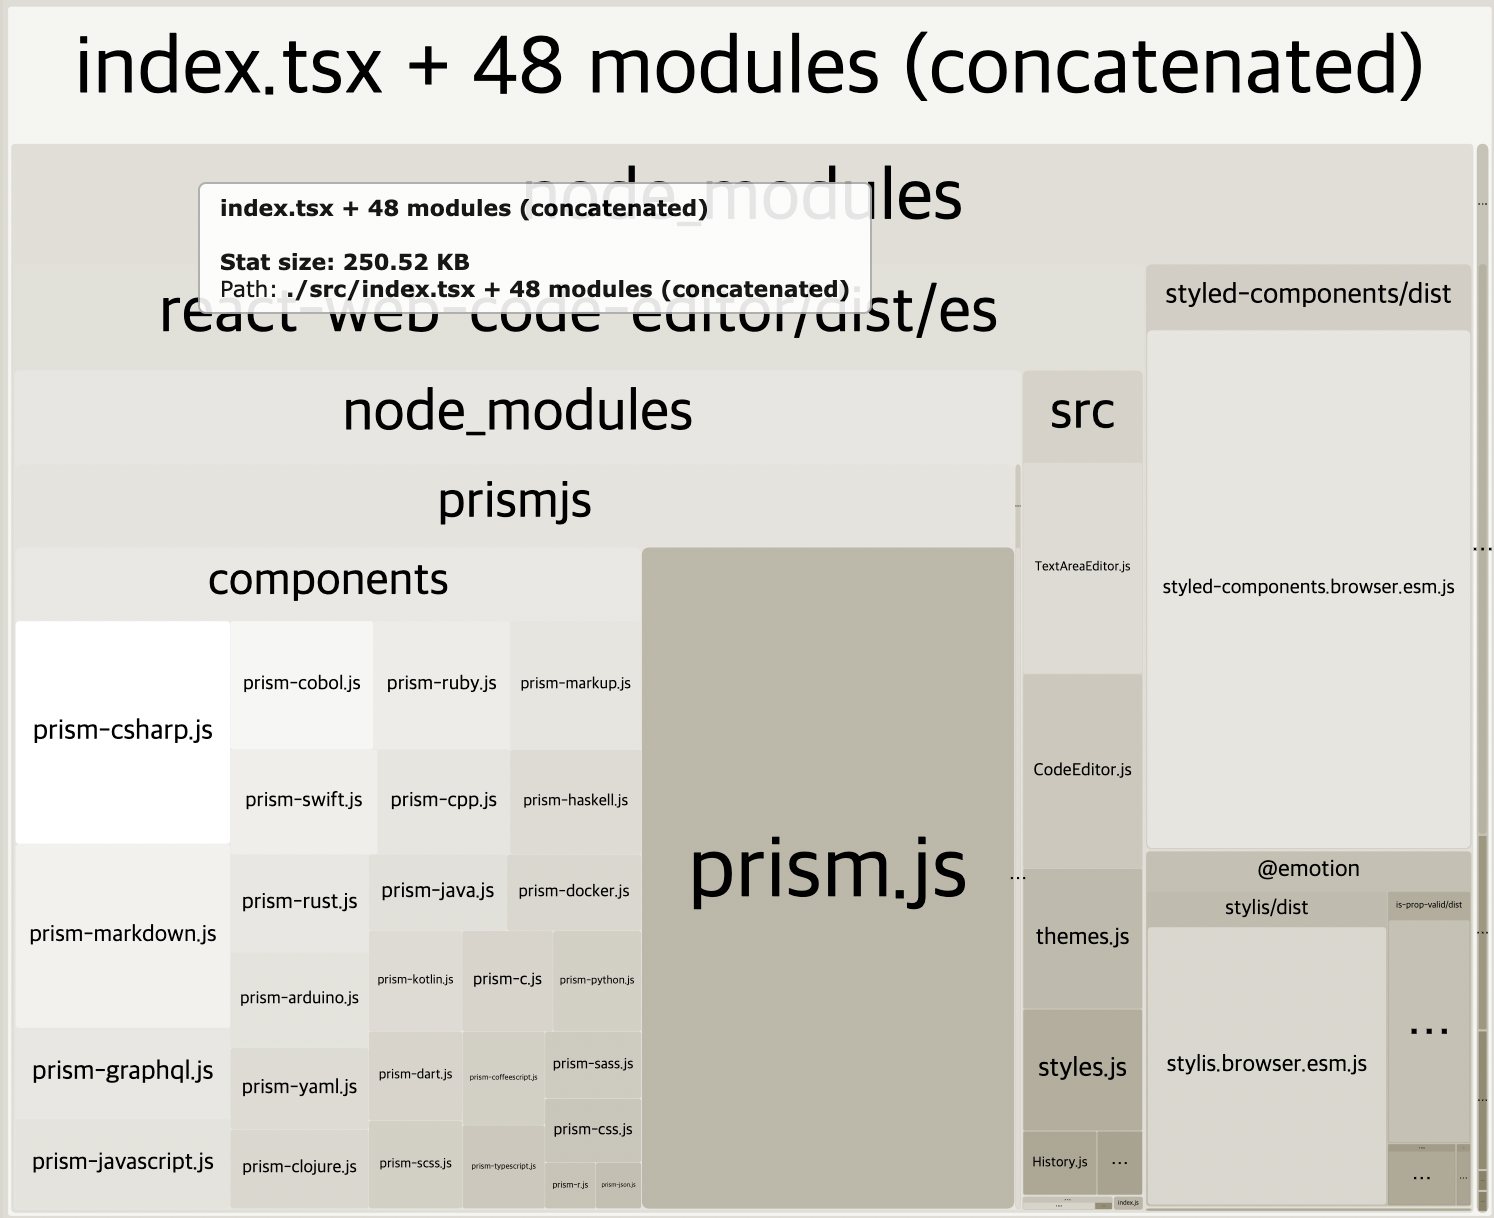 index.tsx + 48 modules (concatenated)
node_modules
index.tsx + 48 modules (concatenated)
Stat size: 250.52 KB
Path: ./src/index.tsx + 48 modules (concatenated)
react-web-code-editor/dist/es
styled-components/dist
node_modules
src
prismjs
components
TextAreaEditor.js
styled-components.browser.esm.js
...
prism-csharp.js
prism-cobol.js
prism-ruby.js
prism-markup.js
prism-swift.js
prism-cpp.js
prism-haskell.js
CodeEditor.js
prism.js
...
@emotion
prism-markdown.js
prism-rust.js
prism-java.js
prism-docker.js
stylis/dist
is-prop-valid/dist
themes.js
prism-arduino.js
prism-kotlin.js
prism-c.js
prism-python.js
...
prism-graphql.js
prism-yaml.js
prism-dart.js
prism-coffeescript.js
prism-sass.js
styles.js
stylis.browser.esm.js
prism-css.js
prism-javascript.js
prism-clojure.js
prism-scss.js
prism-typescript.js
prism-r.js
prism-json.js
History.js
...
...
index.js